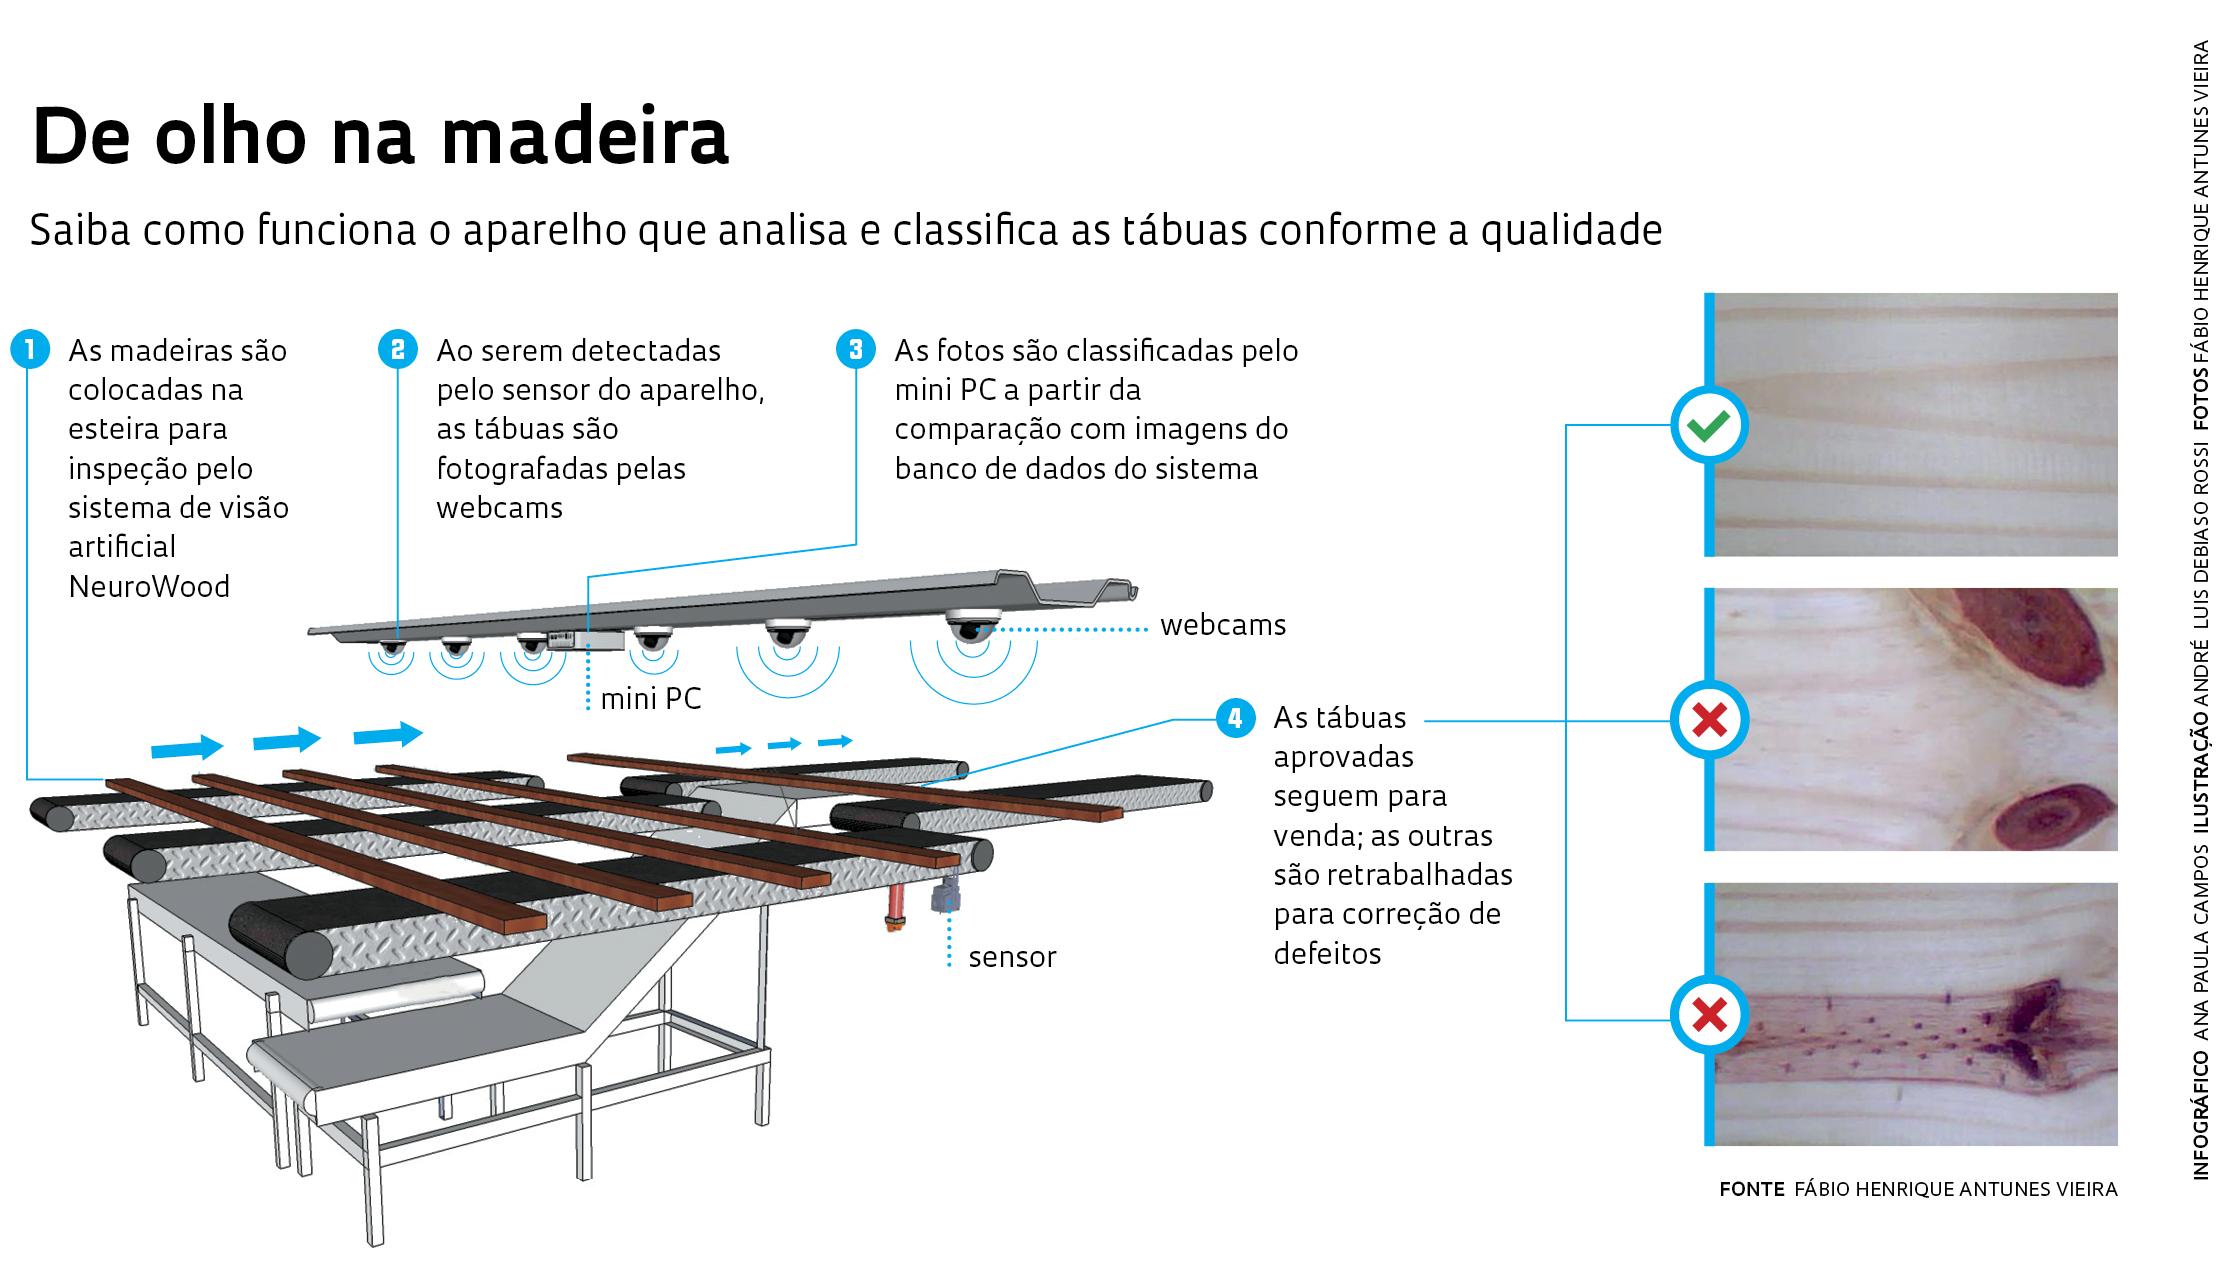 De olho na madeira
Saiba como funciona o aparelho que analisa e classifica as tábuas conforme a qualidade
1
As madeiras são
colocadas na
esteira para
inspeção pelo
sistema de visão
artificial
NeuroWood
2
Ao serem detectadas
pelo sensor do aparelho,
as tábuas são
fotografadas pelas
webcams
3
As fotos são classificadas pelo
mini PC a partir da
comparação com imagens do
banco de dados do sistema
webcams
mini PC
4
As tábuas
aprovadas
seguem para
venda; as outras
são retrabalhadas
para correção de
defeitos
sensor
FONTE FÁBIO HENRIQUE ANTUNES VIEIRA
INFOGRÁFICO ANA PAULA CAMPOS ILUSTRAÇÃO ANDRÉ LUIS DEBIASO ROSSI FOTOS FÁBIO HENRIQUE ANTUNES VIEIRA